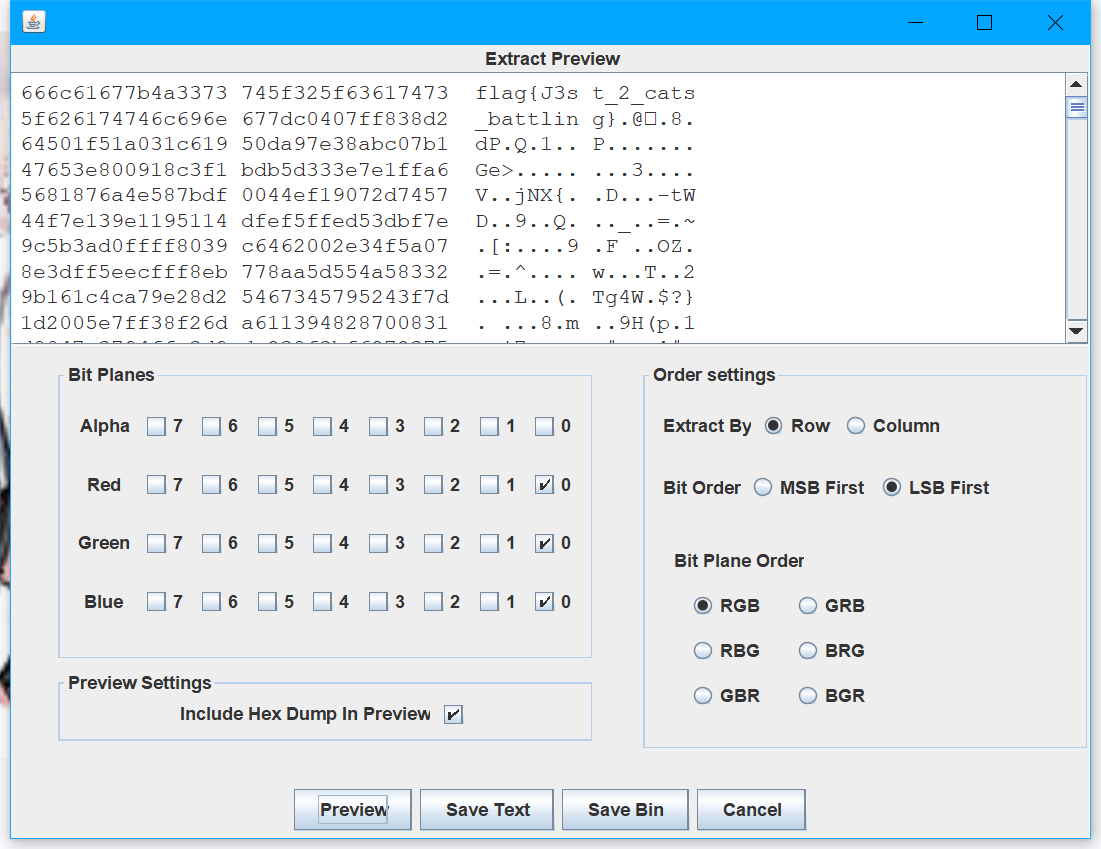 Extract Preview
666c61677b4a3373 745f325f63617473 flag{J3s t_2_cats
5f626174746c696e 677dc0407ff838d2 _battlin g}.@□.8.
64501f51a031c619 50da97e38abc07b1 dP.Q.1.. P.......
47653e800918c3f1 bdb5d333e7e1ffa6 Ge>..... ...3....
5681876a4e587bdf 0044ef19072d7457 V..jNX{. .D...-tW
44f7e139e1195114 dfef5ffed53dbf7e D..9..Q. .._..=.~
9c5b3ad0ffff8039 c6462002e34f5a07 .[:....9 .F ..OZ.
8e3dff5eecfff8eb 778aa5d554a58332 .=.^.... w...T..2
9b161c4ca79e28d2 5467345795243f7d ...L..(. Tg4W.$?}
1d2005e7ff38f26d a611394828700831 . ...8.m ..9H(p.1
Bit Planes
Alpha 7 6 5 4 3 2 1 0
Red 7 6 5 4 3 2 1 0
Green 7 6 5 4 3 2 1 0
Blue 7 6 5 4 3 2 1 0
Preview Settings
Include Hex Dump In Preview
Order settings
Extract By Row Column
Bit Order MSB First LSB First
Bit Plane Order
RGB GRB
RBG BRG
GBR BGR
Preview Save Text Save Bin Cancel